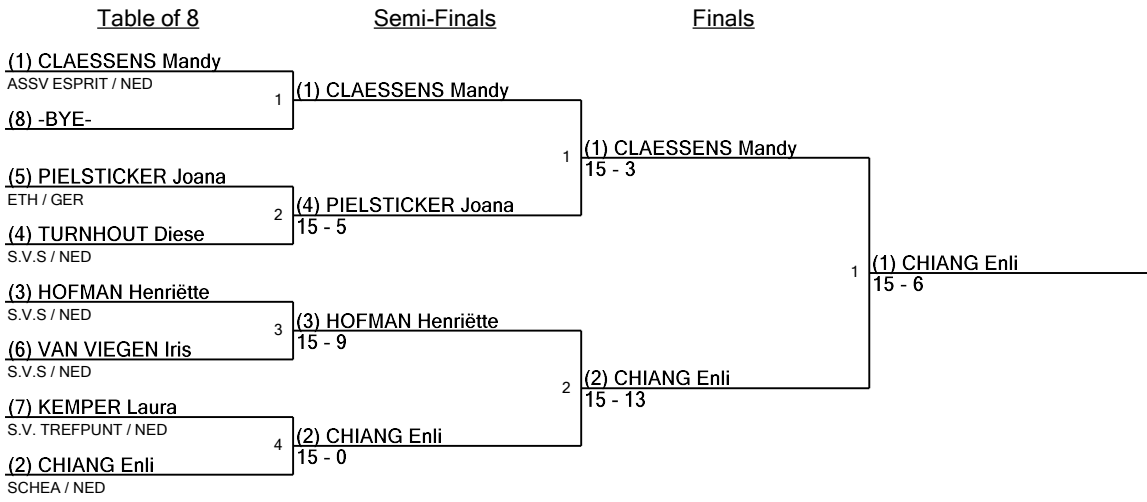 Table of 8
Semi-Finals
Finals
(1) CLAESSENS Mandy
ASSV ESPRIT / NED
1
(8) -BYE-
(5) PIELSTICKER Joana
ETH / GER
2
(4) TURNHOUT Diese
S.V.S / NED
(3) HOFMAN Henriëtte
S.V.S / NED
3
(6) VAN VIEGEN Iris
S.V.S / NED
(7) KEMPER Laura
S.V. TREFPUNT / NED
4
(2) CHIANG Enli
SCHEA / NED
(1) CLAESSENS Mandy
1
(4) PIELSTICKER Joana
15 - 5
(3) HOFMAN Henriëtte
15 - 9
2
(2) CHIANG Enli
15 - 0
(1) CLAESSENS Mandy
15 - 3
1
(2) CHIANG Enli
15 - 13
(1) CHIANG Enli
15 - 6